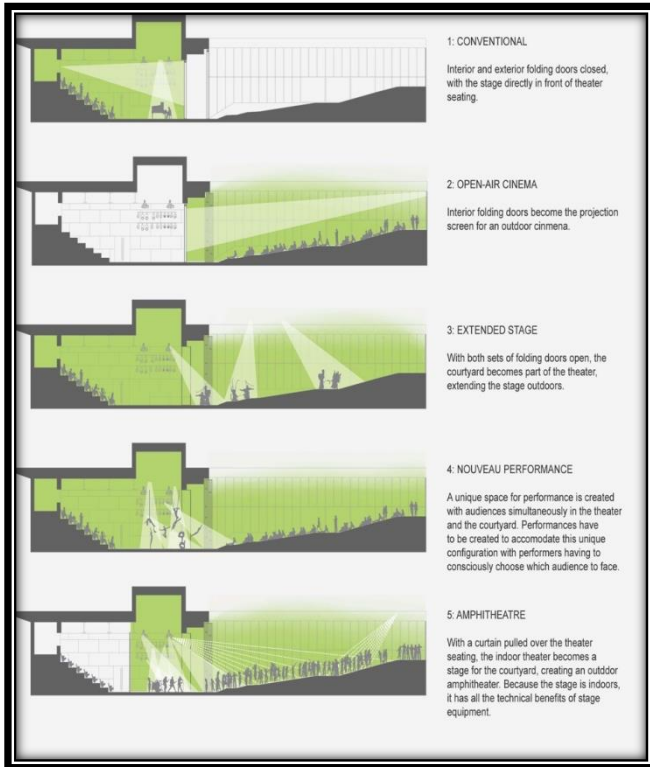 1: CONVENTIONAL
Interior and exterior folding doors closed,
with the stage directly in front of theater
seating.
2: OPEN-AIR CINEMA
Interior folding doors become the projection
screen for an outdoor cinmena.
3: EXTENDED STAGE
With both sets of folding doors open, the
courtyard becomes part of the theater,
extending the stage outdoors.
4: NOUVEAU PERFORMANCE
A unique space for performance is created
with audiences simultaneously in the theater
and the courtyard. Performances have
to be created to accomodate this unique
configuration with performers having to
consciously choose which audience to face.
5: AMPHITHEATRE
With a curtain pulled over the theater
seating, the indoor theater becomes a
stage for the courtyard, creating an outddor
amphitheater. Because the stage is indoors,
it has all the technical benefits of stage
equipment.